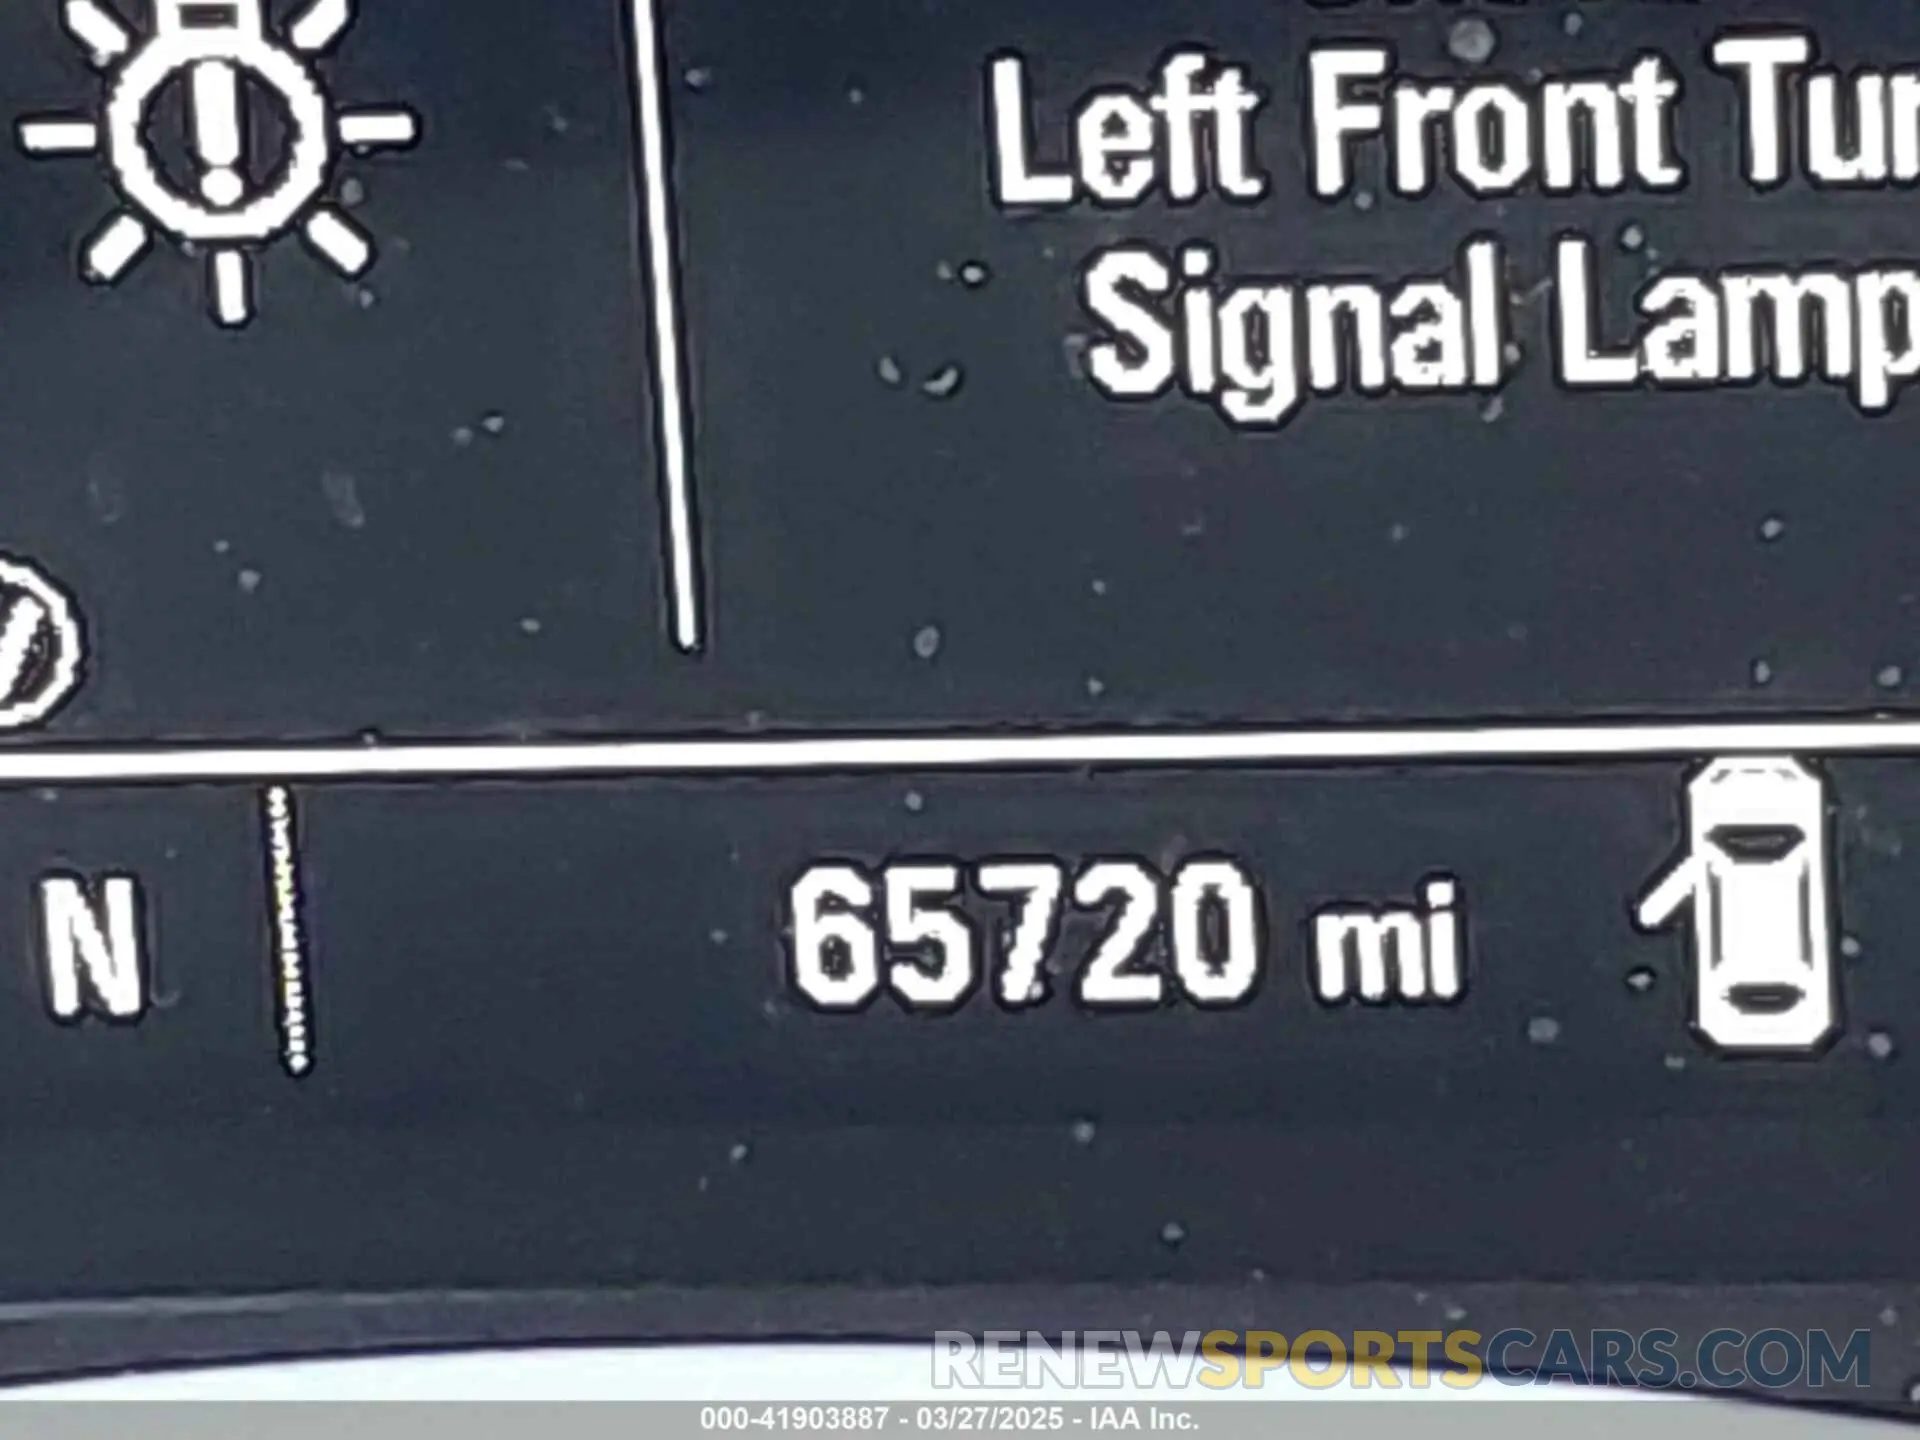 Left Front Tur
Signal Lamp
N
65720 mi
RENEWSPORTSCARS.COM
000-41903887 - 03/27/2025 - IAA Inc.